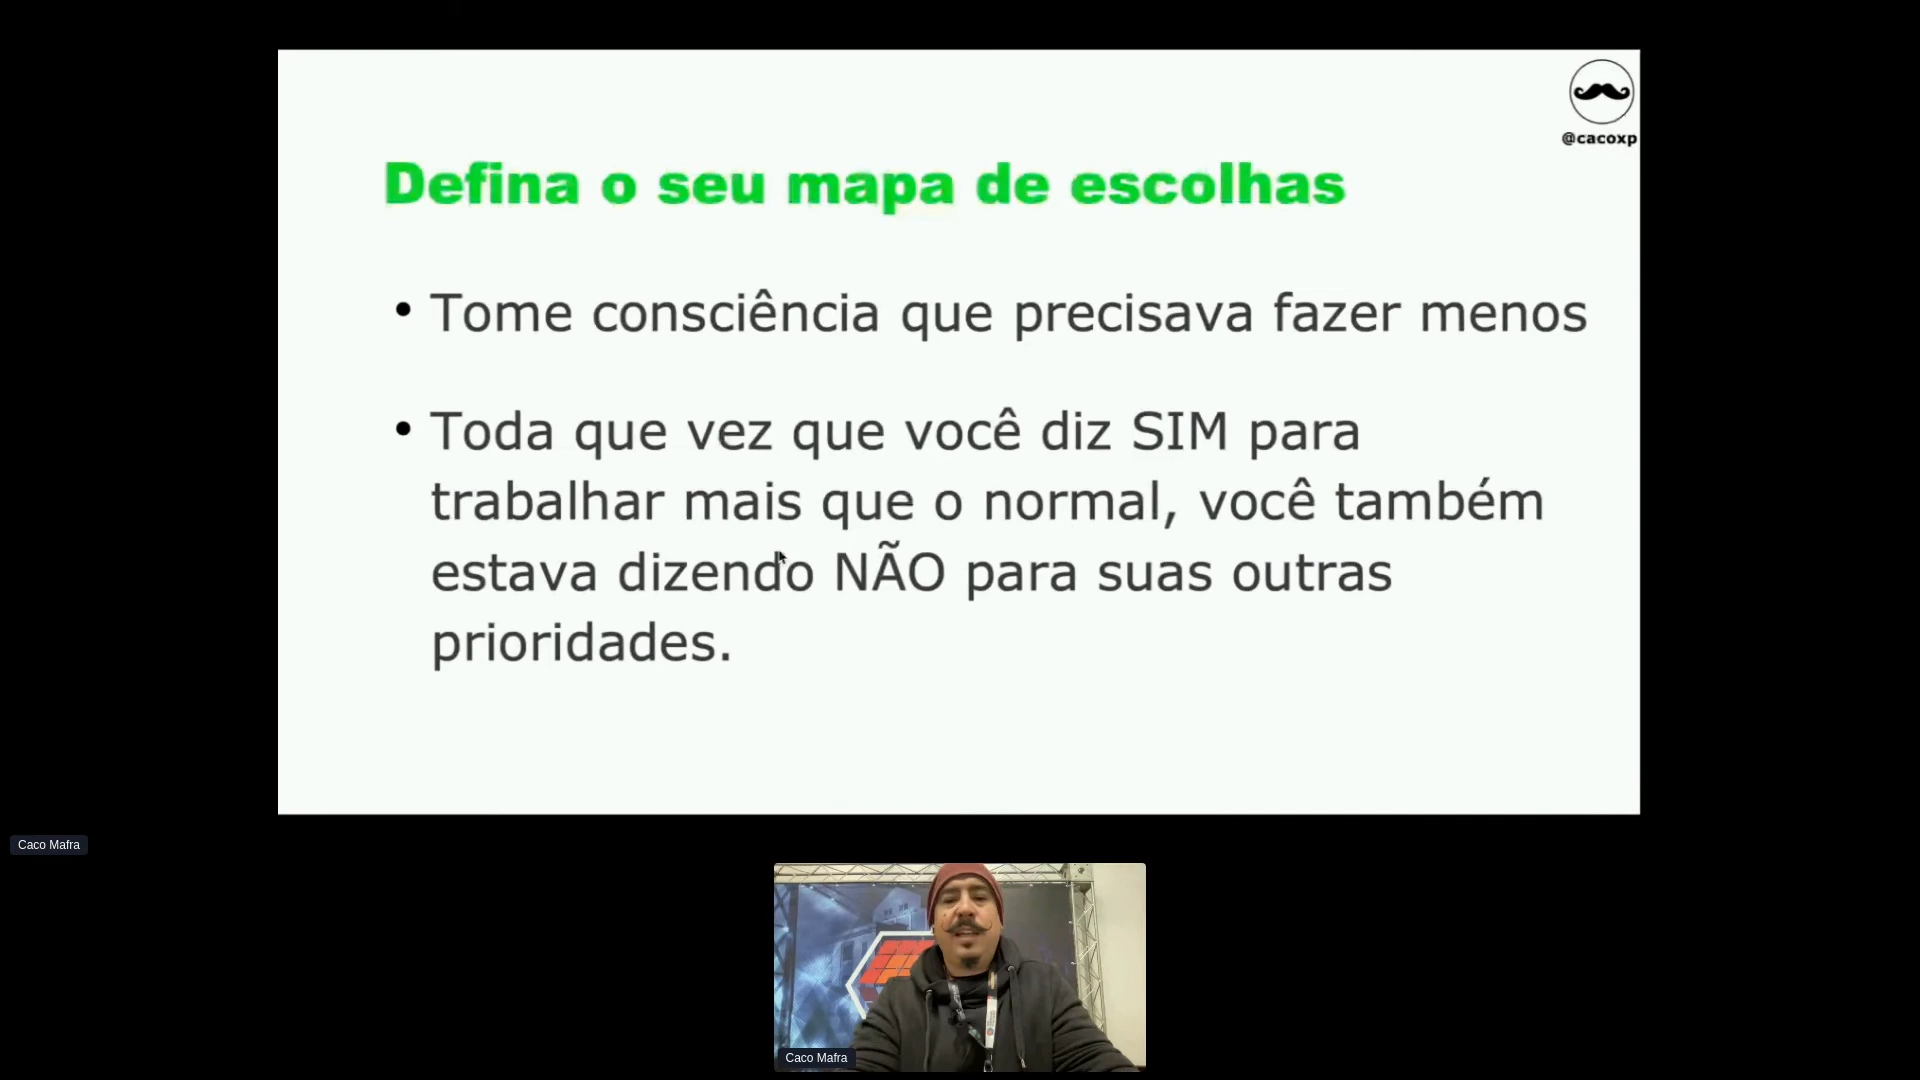 @cacoxp
Defina o seu mapa de escolhas
• Tome consciência que precisava fazer menos
• Toda que vez que você diz SIM para
trabalhar mais que o normal, você também
estava dizendo NÃO para suas outras
prioridades.
Caco Mafra
Caco Mafra